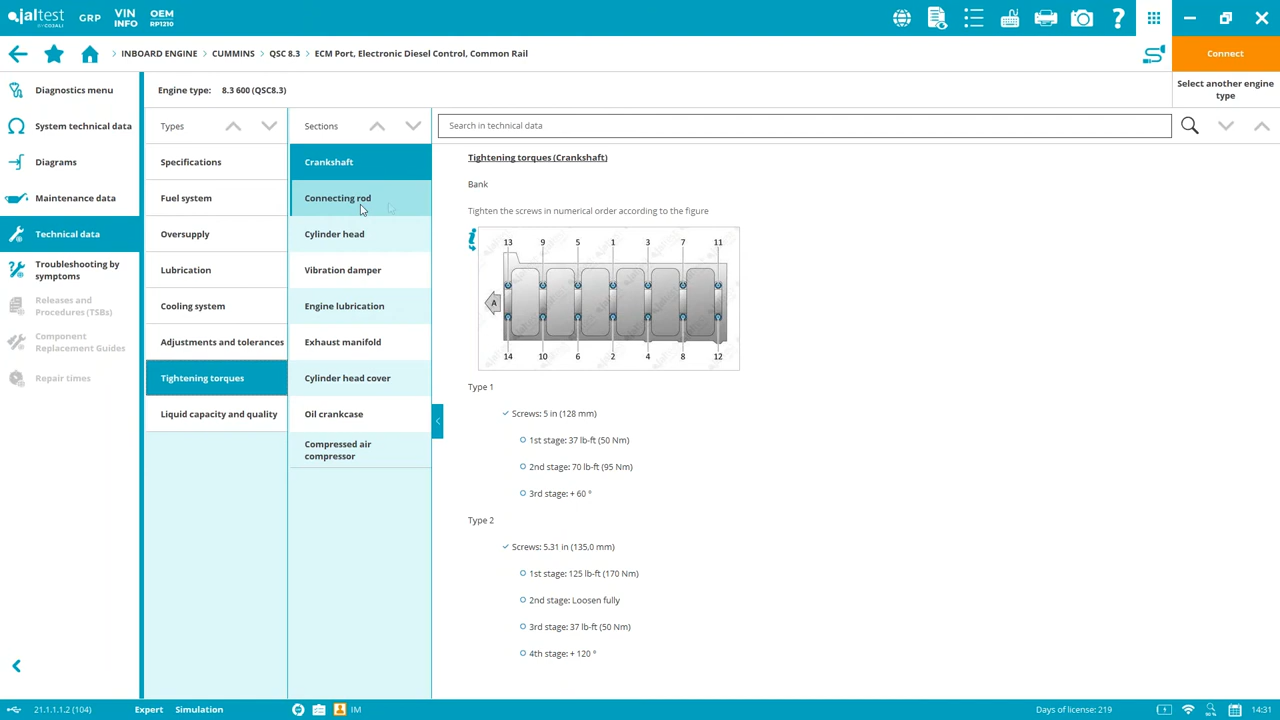 jaltest
BY COJALI
GRP
VIN
INFO
OEM
RP1210
INBOARD ENGINE > CUMMINS > QSC 8.3 > ECM Port, Electronic Diesel Control, Common Rail
Connect
Diagnostics menu
Engine type: 8.3 600 (QSC8.3)
Select another engine
type
System technical data
Types
Sections
Search in technical data
Diagrams
Maintenance data
Technical data
Troubleshooting by
symptoms
Releases and
Procedures (TSBs)
Component
Replacement Guides
Repair times
Specifications
Fuel system
Oversuply
Lubrication
Cooling system
Adjustments and tolerances
Tightening torques
Liquid capacity and quality
Crankshaft
Connecting rod
Cylinder head
Vibration damper
Engine lubrication
Exhaust manifold
Cylinder head cover
Oil crankcase
Compressed air
compressor
Tightening torques (Crankshaft)
Bank
Tighten the screws in numerical order according to the figure
13 9 5 1 3 7 11
A
14 10 6 2 4 8 12
Type 1
Screws: 5 in (128 mm)
1st stage: 37 lb-ft (50 Nm)
2nd stage: 70 lb-ft (95 Nm)
3rd stage: + 60 º
Type 2
Screws: 5,31 in (135,0 mm)
1st stage: 125 lb-ft (170 Nm)
2nd stage: Loosen fully
3rd stage: 37 lb-ft (50 Nm)
4th stage: + 120 º
21.1.1.1.2 (104)
Expert
Simulation
IM
Days of license: 219
14:31